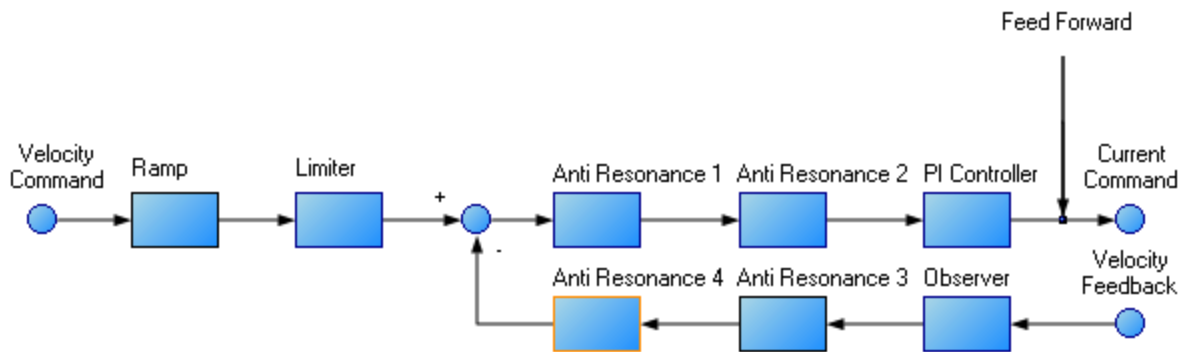 Feed Forward
Velocity
Command
Ramp
Limiter
Anti Resonance 1
Anti Resonance 2
PI Controller
Current
Command
+
-
Anti Resonance 4
Anti Resonance 3
Observer
Velocity
Feedback